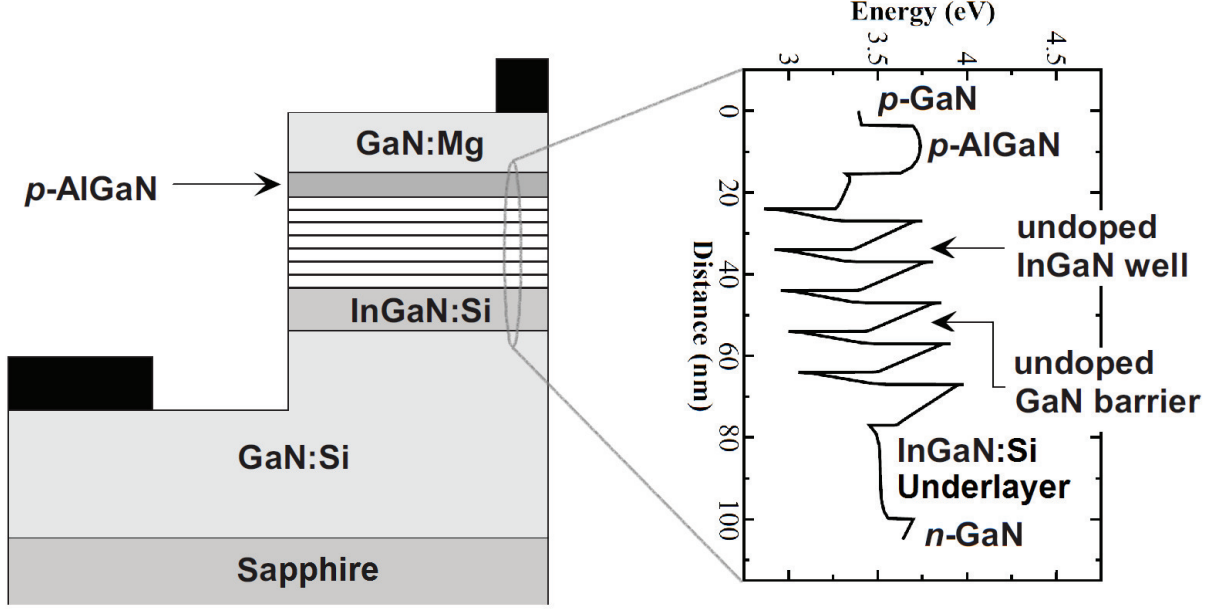 GaN:Mg
p-AlGaN
InGaN:Si
GaN:Si
Sapphire
Energy (eV)
3
3.5
4
4.5
Distance (nm)
0
20
40
60
80
100
p-GaN
p-AlGaN
undoped
InGaN well
undoped
GaN barrier
InGaN:Si
Underlayer
n-GaN